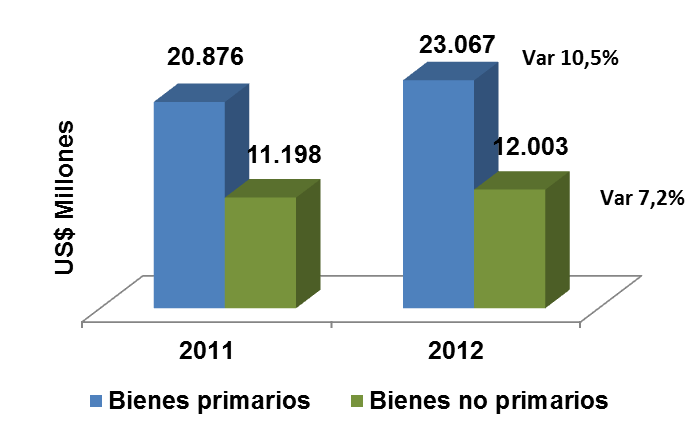 20.876
23.067
Var 10,5%
11.198
12.003
Var 7,2%
US$ Millones
2011
2012
Bienes primarios
Bienes no primarios